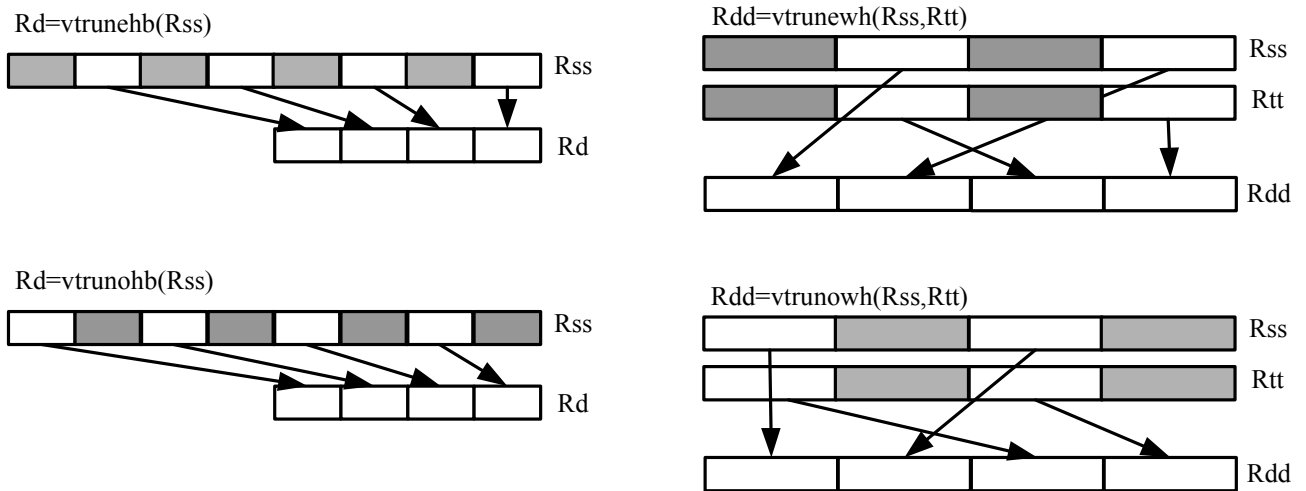 Rd=vtrunehb(Rss)
Rss
Rd
Rdd=vtrunewh(Rss,Rtt)
Rss
Rtt
Rdd
Rd=vtrunohb(Rss)
Rss
Rd
Rdd=vtrunowh(Rss,Rtt)
Rss
Rtt
Rdd